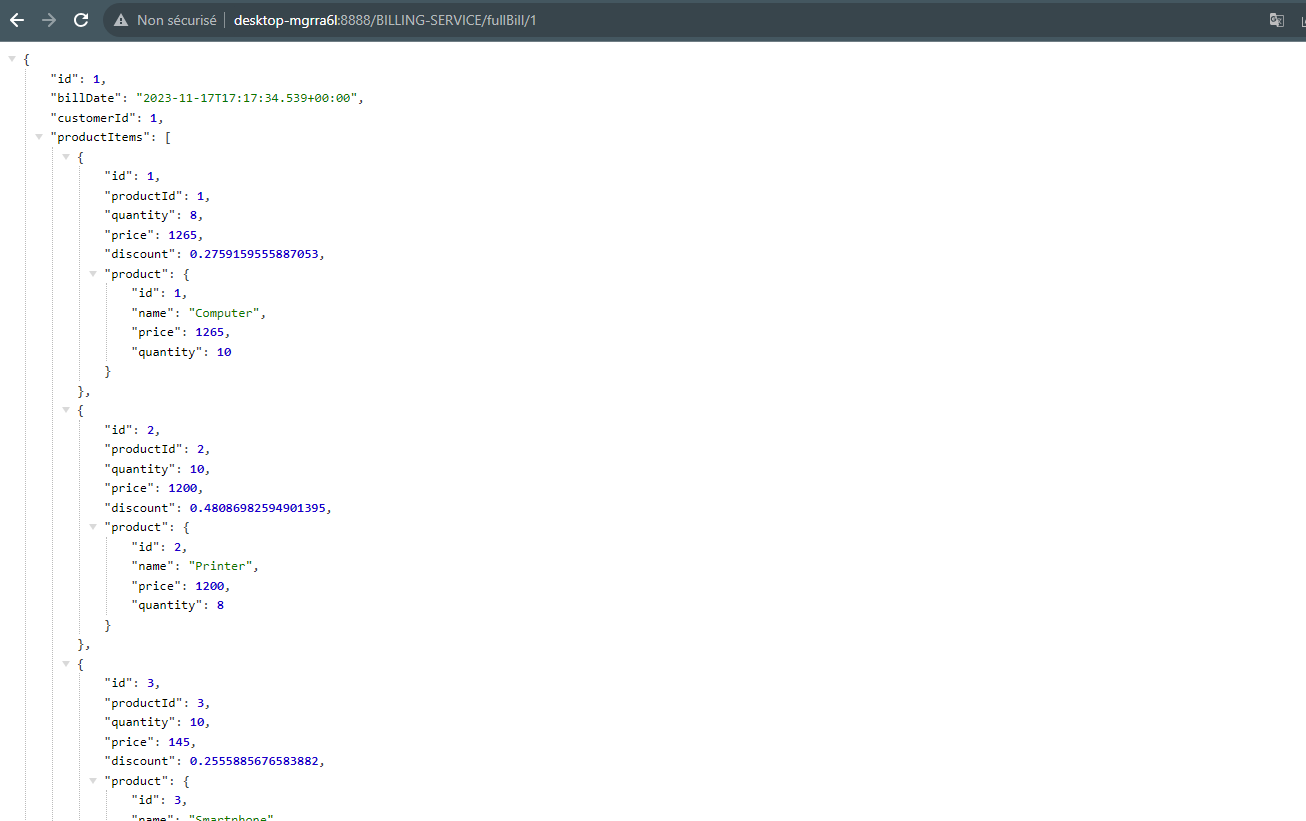 Non sécurisé | desktop-mgrra6l:8888/BILLING-SERVICE/fullBill/1
{
"id": 1,
"billDate": "2023-11-17T17:17:34.539+00:00",
"customerId": 1,
"productItems": [
{
"id": 1,
"productId": 1,
"quantity": 8,
"price": 1265,
"discount": 0.2759159555887053,
"product": {
"id": 1,
"name": "Computer",
"price": 1265,
"quantity": 10
}
},
{
"id": 2,
"productId": 2,
"quantity": 10,
"price": 1200,
"discount": 0.48086982594901395,
"product": {
"id": 2,
"name": "Printer",
"price": 1200,
"quantity": 8
}
},
{
"id": 3,
"productId": 3,
"quantity": 10,
"price": 145,
"discount": 0.2555885676583882,
"product": {
"id": 3,
"name": "Smartphone"